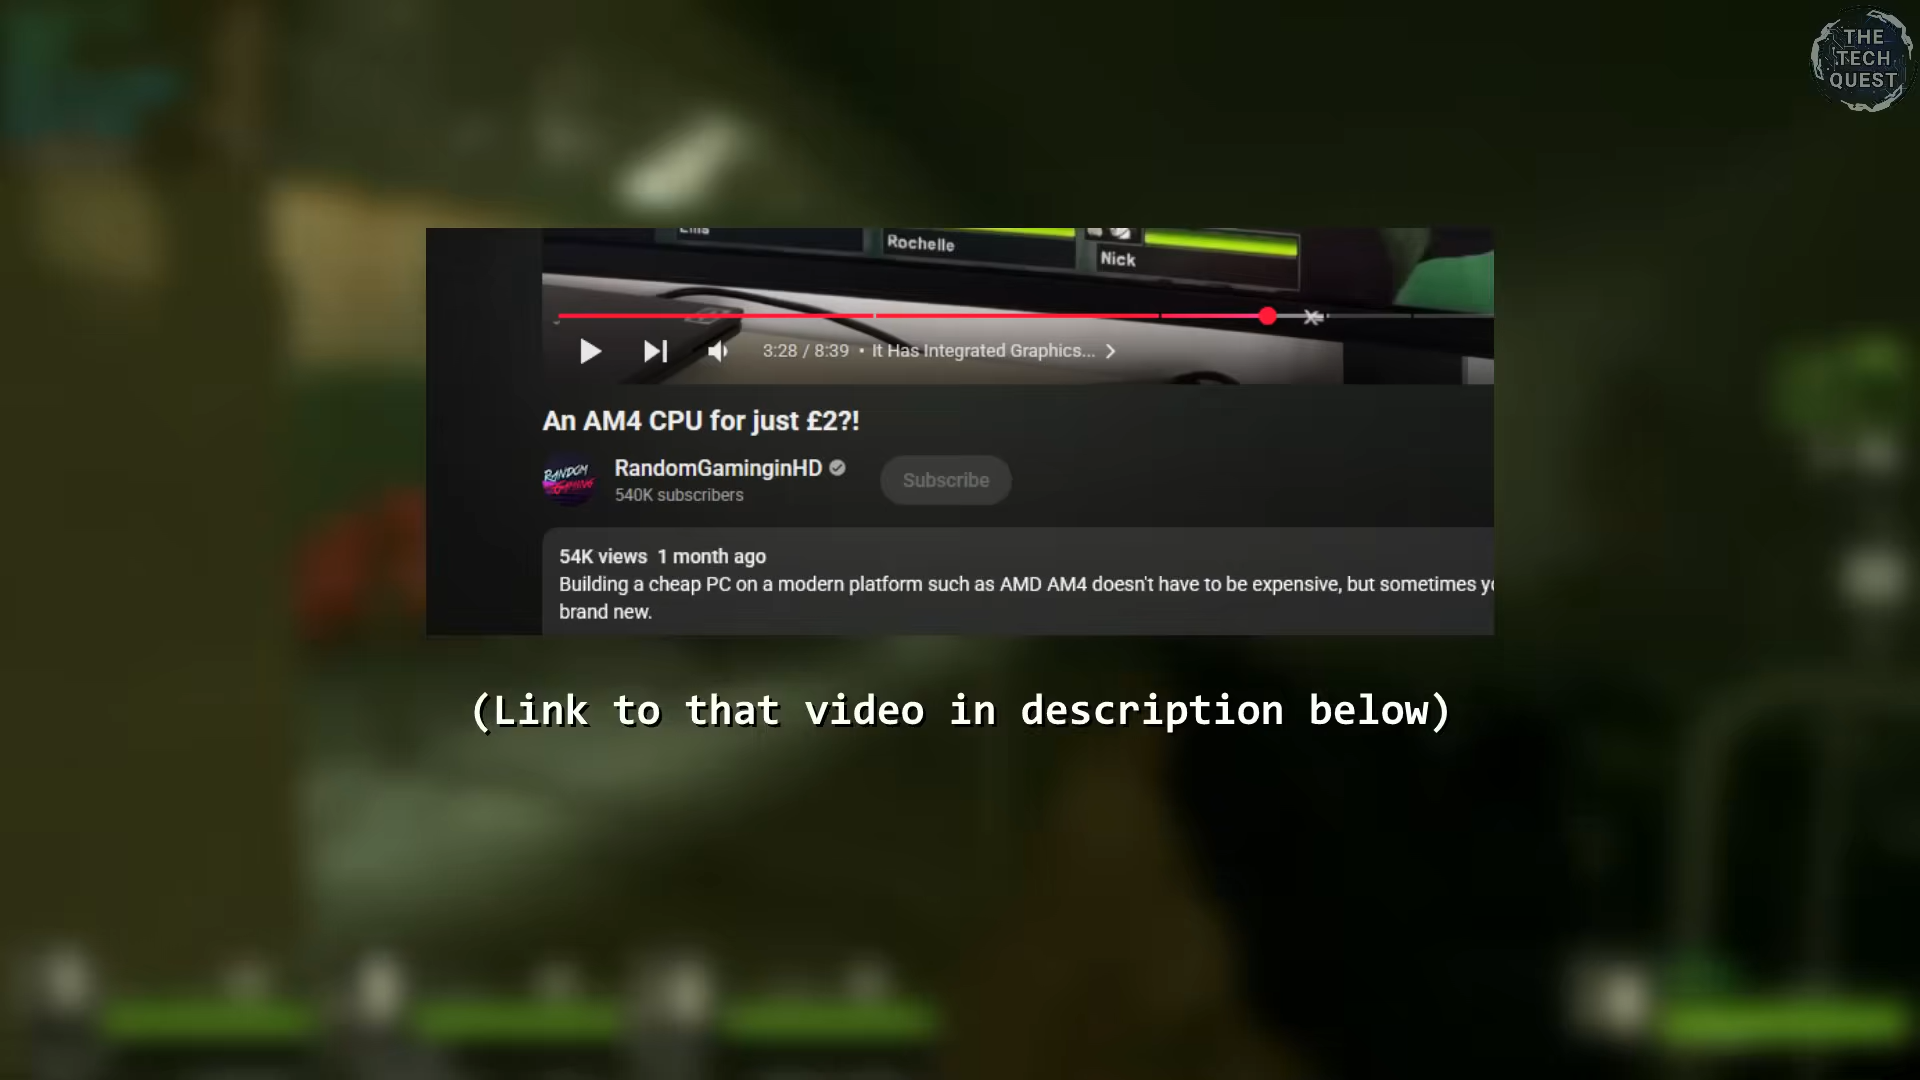 THE
TECH
QUEST
Rochelle
Nick
3:28 / 8:39 • It Has Integrated Graphics...
An AM4 CPU for just £2?!
RANDOM
GAMING
RandomGaminginHD
540K subscribers
Subscribe
54K views 1 month ago
Building a cheap PC on a modern platform such as AMD AM4 doesn't have to be expensive, but sometimes
brand new.
(Link to that video in description below)